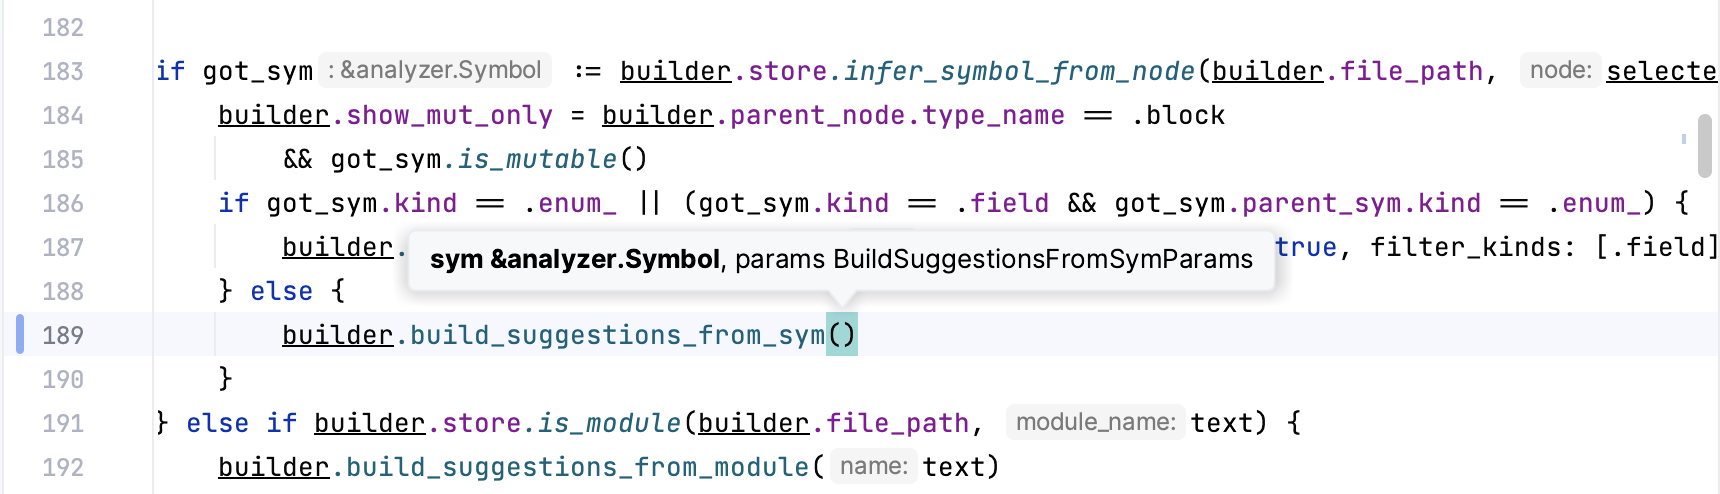 182
183 if got_sym : &analyzer.Symbol := builder.store.infer_symbol_from_node(builder.file_path, node: selecte
184 builder.show_mut_only = builder.parent_node.type_name == .block
185 && got_sym.is_mutable()
186 if got_sym.kind == .enum_ || (got_sym.kind == .field && got_sym.parent_sym.kind == .enum_) {
187 builder. true, filter_kinds: [.field]
sym &analyzer.Symbol, params BuildSuggestionsFromSymParams
188 } else {
189 builder.build_suggestions_from_sym()
190 }
191 } else if builder.store.is_module(builder.file_path, module_name: text) {
192 builder.build_suggestions_from_module( name: text)